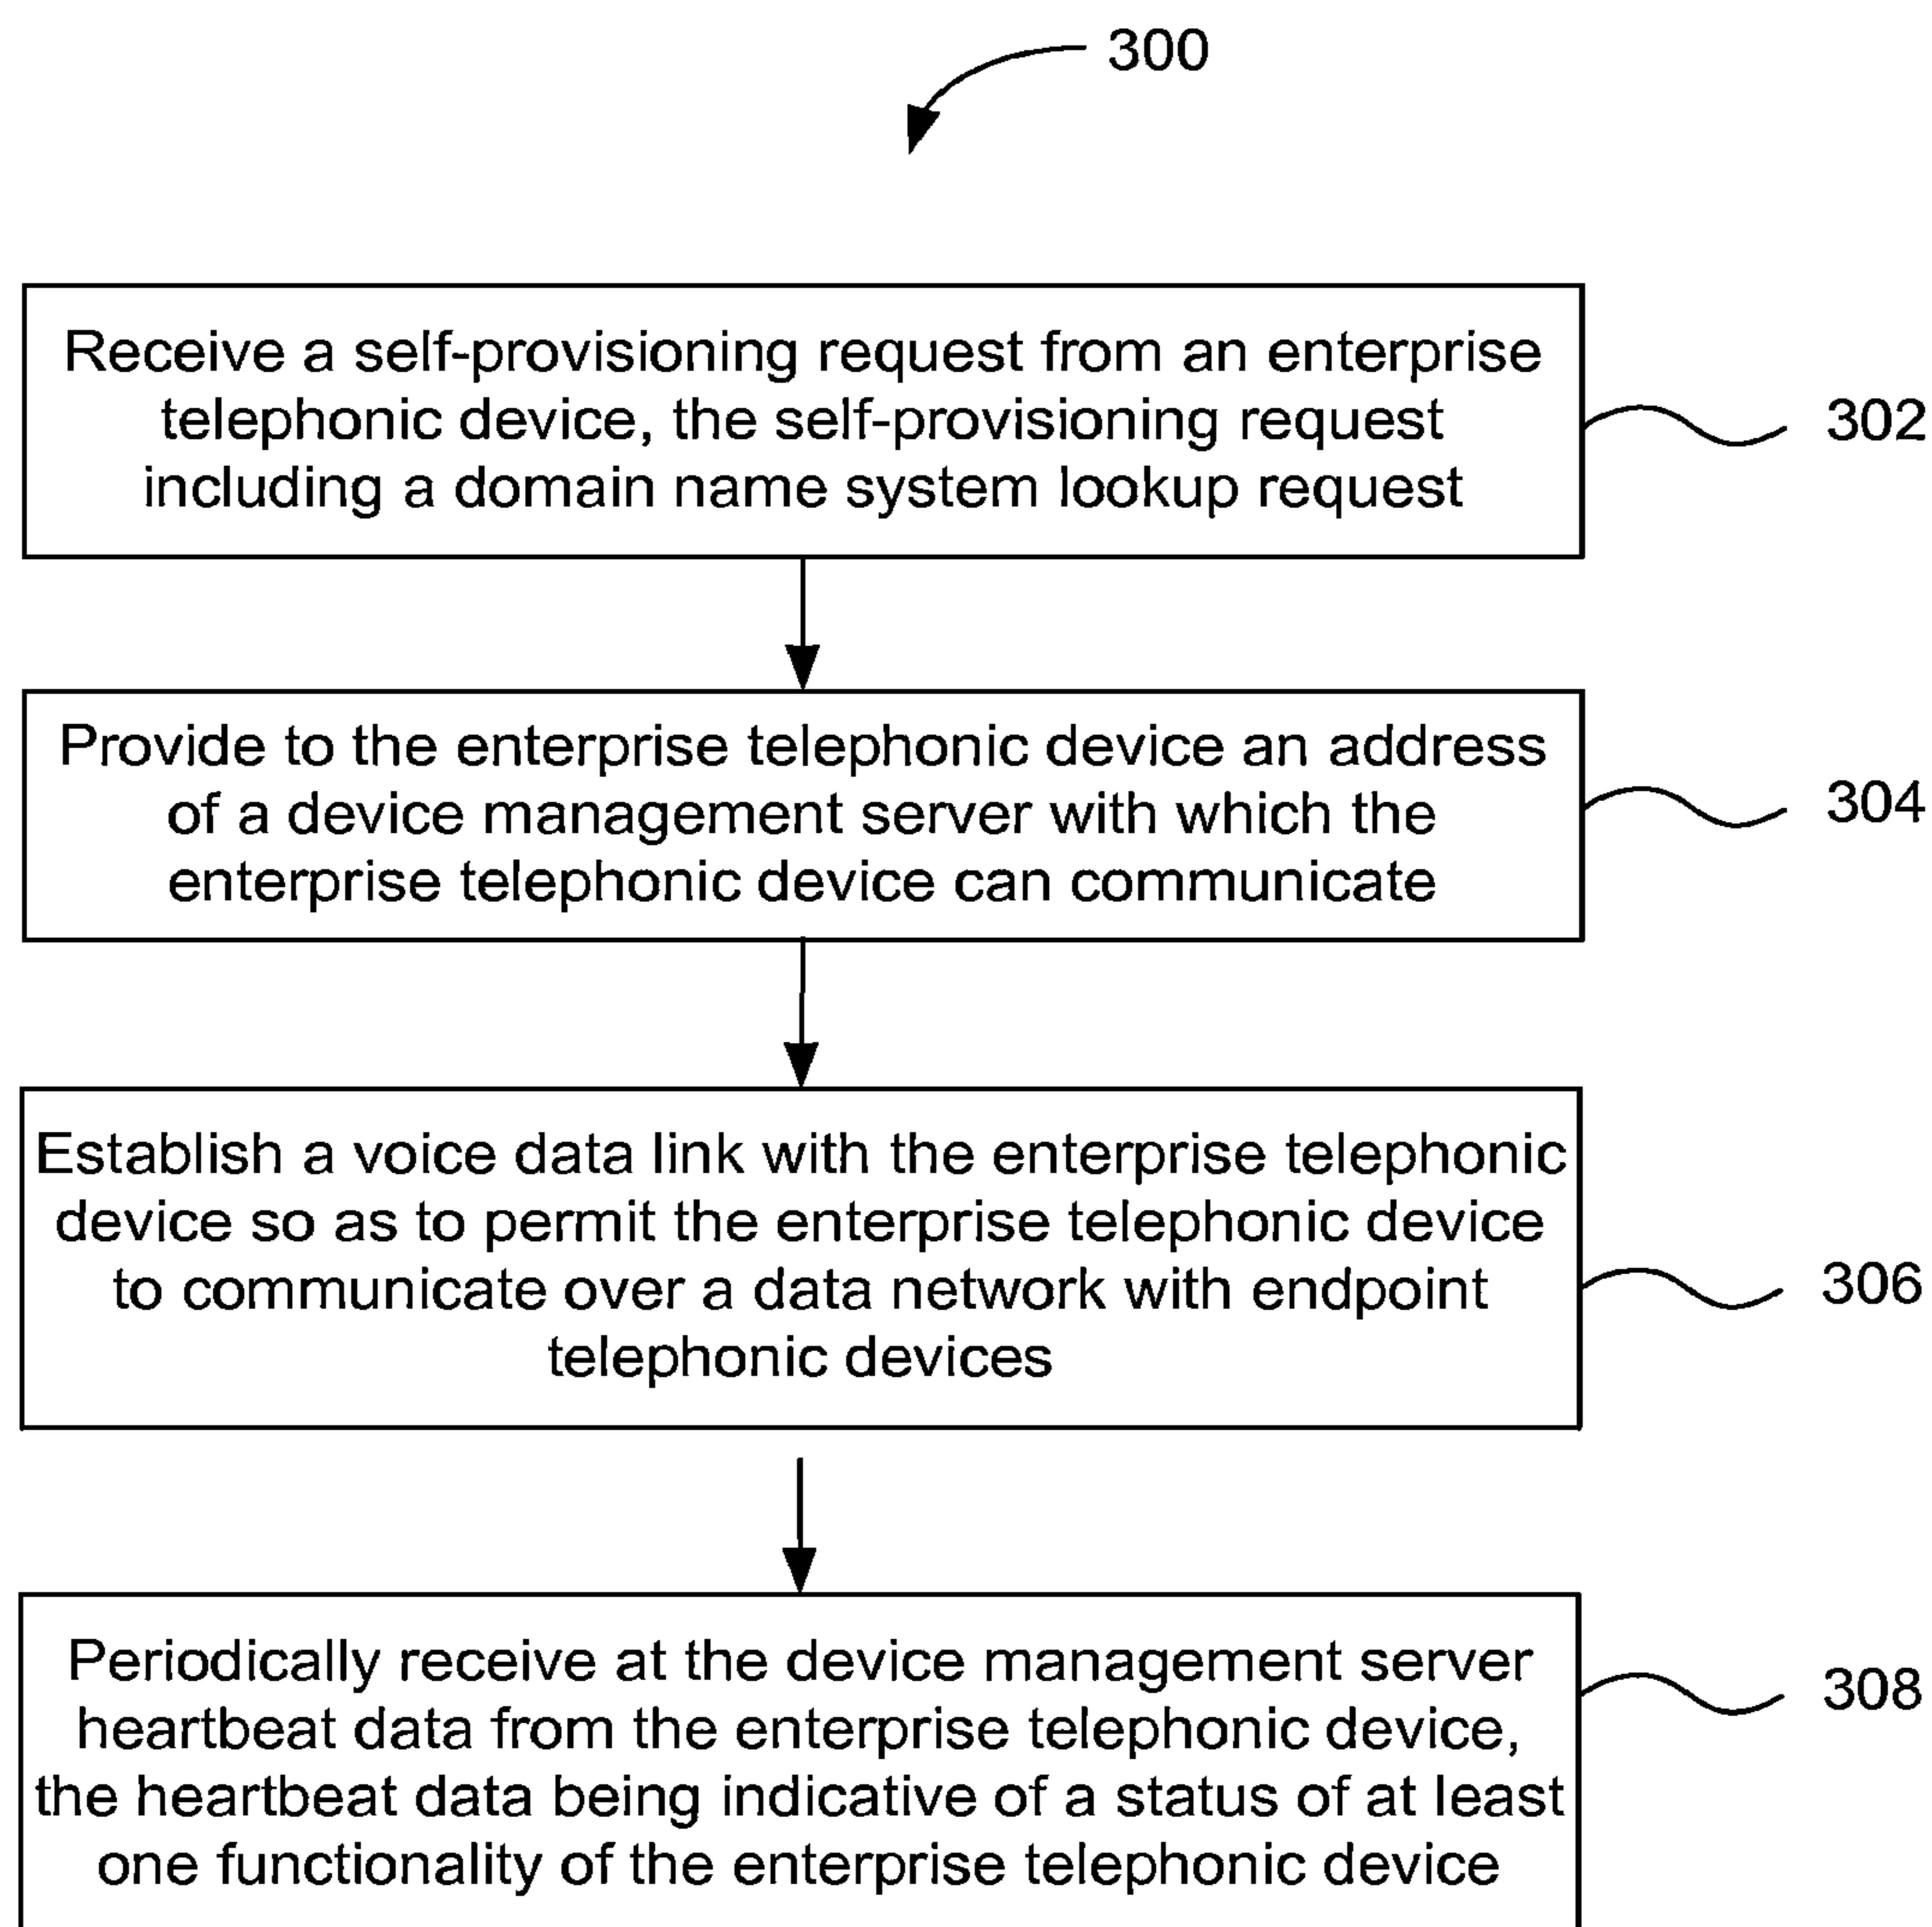 300
Receive a self-provisioning request from an enterprise
telephonic device, the self-provisioning request
including a domain name system lookup request
302
Provide to the enterprise telephonic device an address
of a device management server with which the
enterprise telephonic device can communicate
304
Establish a voice data link with the enterprise telephonic
device so as to permit the enterprise telephonic device
to communicate over a data network with endpoint
telephonic devices
306
Periodically receive at the device management server
heartbeat data from the enterprise telephonic device,
the heartbeat data being indicative of a status of at least
one functionality of the enterprise telephonic device
308